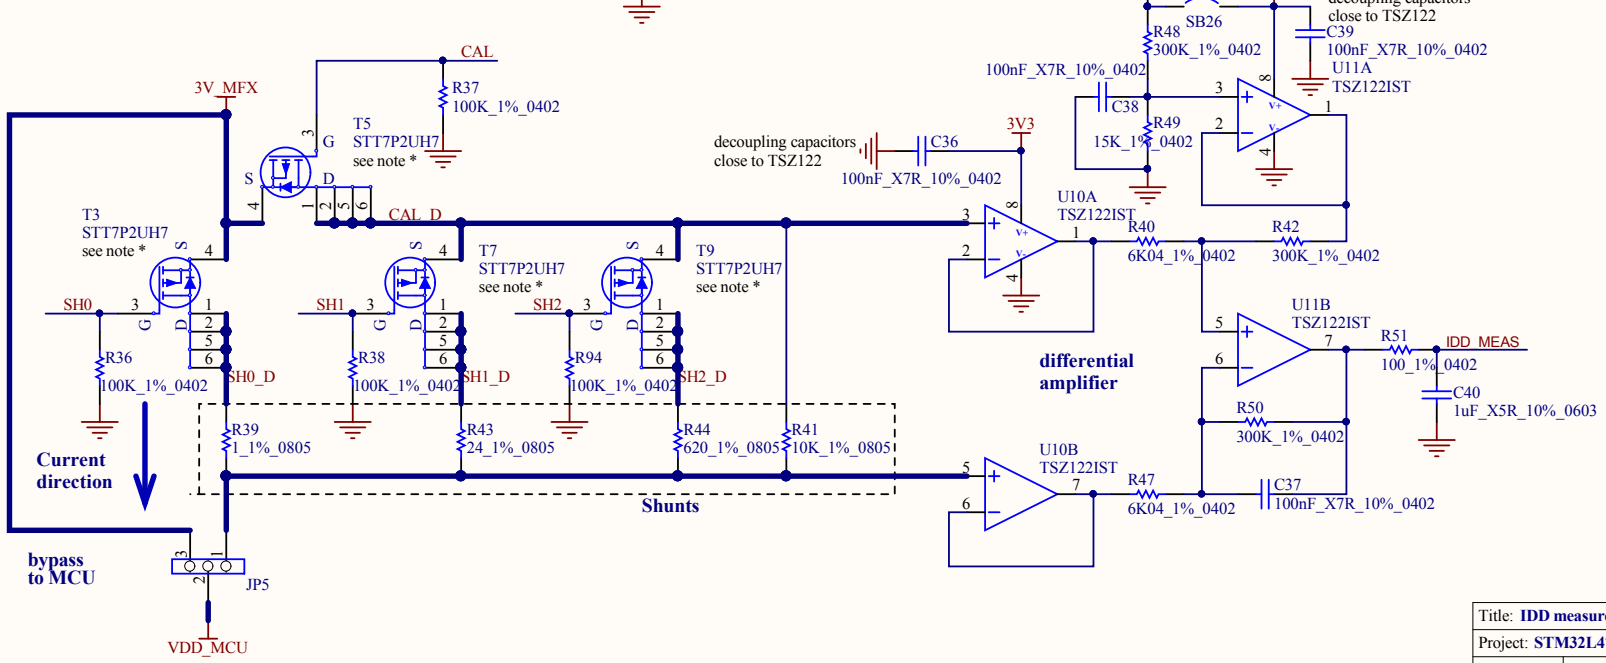 decoupling capacitors
close to TSZ122
SB26
R48
300K_1%_0402
C39
100nF_X7R_10%_0402
U11A
TSZ122IST
CAL
R37
100K_1%_0402
3V_MFX
100nF_X7R_10%_0402
C38
R49
15K_1%_0402
3
2
8
V+
V-
4
1
T5
STT7P2UH7
see note *
3
G
S
D
4
1
2
5
6
CAL_D
decoupling capacitors
close to TSZ122
C36
100nF_X7R_10%_0402
3V3
U10A
TSZ122IST
3
2
8
V+
V-
4
1
R40
6K04_1%_0402
R42
300K_1%_0402
T3
STT7P2UH7
see note *
S
4
SH0
3
G
D
1
2
5
6
SH0_D
R36
100K_1%_0402
T7
STT7P2UH7
see note *
S
4
SH1
3
G
D
1
2
5
6
SH1_D
R38
100K_1%_0402
T9
STT7P2UH7
see note *
S
4
SH2
3
G
D
1
2
5
6
SH2_D
R94
100K_1%_0402
U11B
TSZ122IST
5
6
7
R51
100_1%_0402
IDD_MEAS
C40
1uF_X5R_10%_0603
differential
amplifier
R50
300K_1%_0402
C37
100nF_X7R_10%_0402
R39
1_1%_0805
R43
24_1%_0805
R44
620_1%_0805
R41
10K_1%_0805
Current
direction
Shunts
U10B
TSZ122IST
5
6
7
R47
6K04_1%_0402
bypass
to MCU
3
1
2
JP5
VDD_MCU
Title: IDD measur
Project: STM32L4